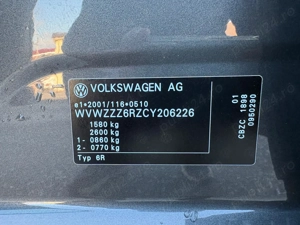 VOLKSWAGEN AG
e1*2001/116*0510
WVWZZZ6RZCY206226
1580 kg
2600 kg
1- 0860 kg
2- 0770 kg
Typ 6R
01
CBZC 1898
0950290